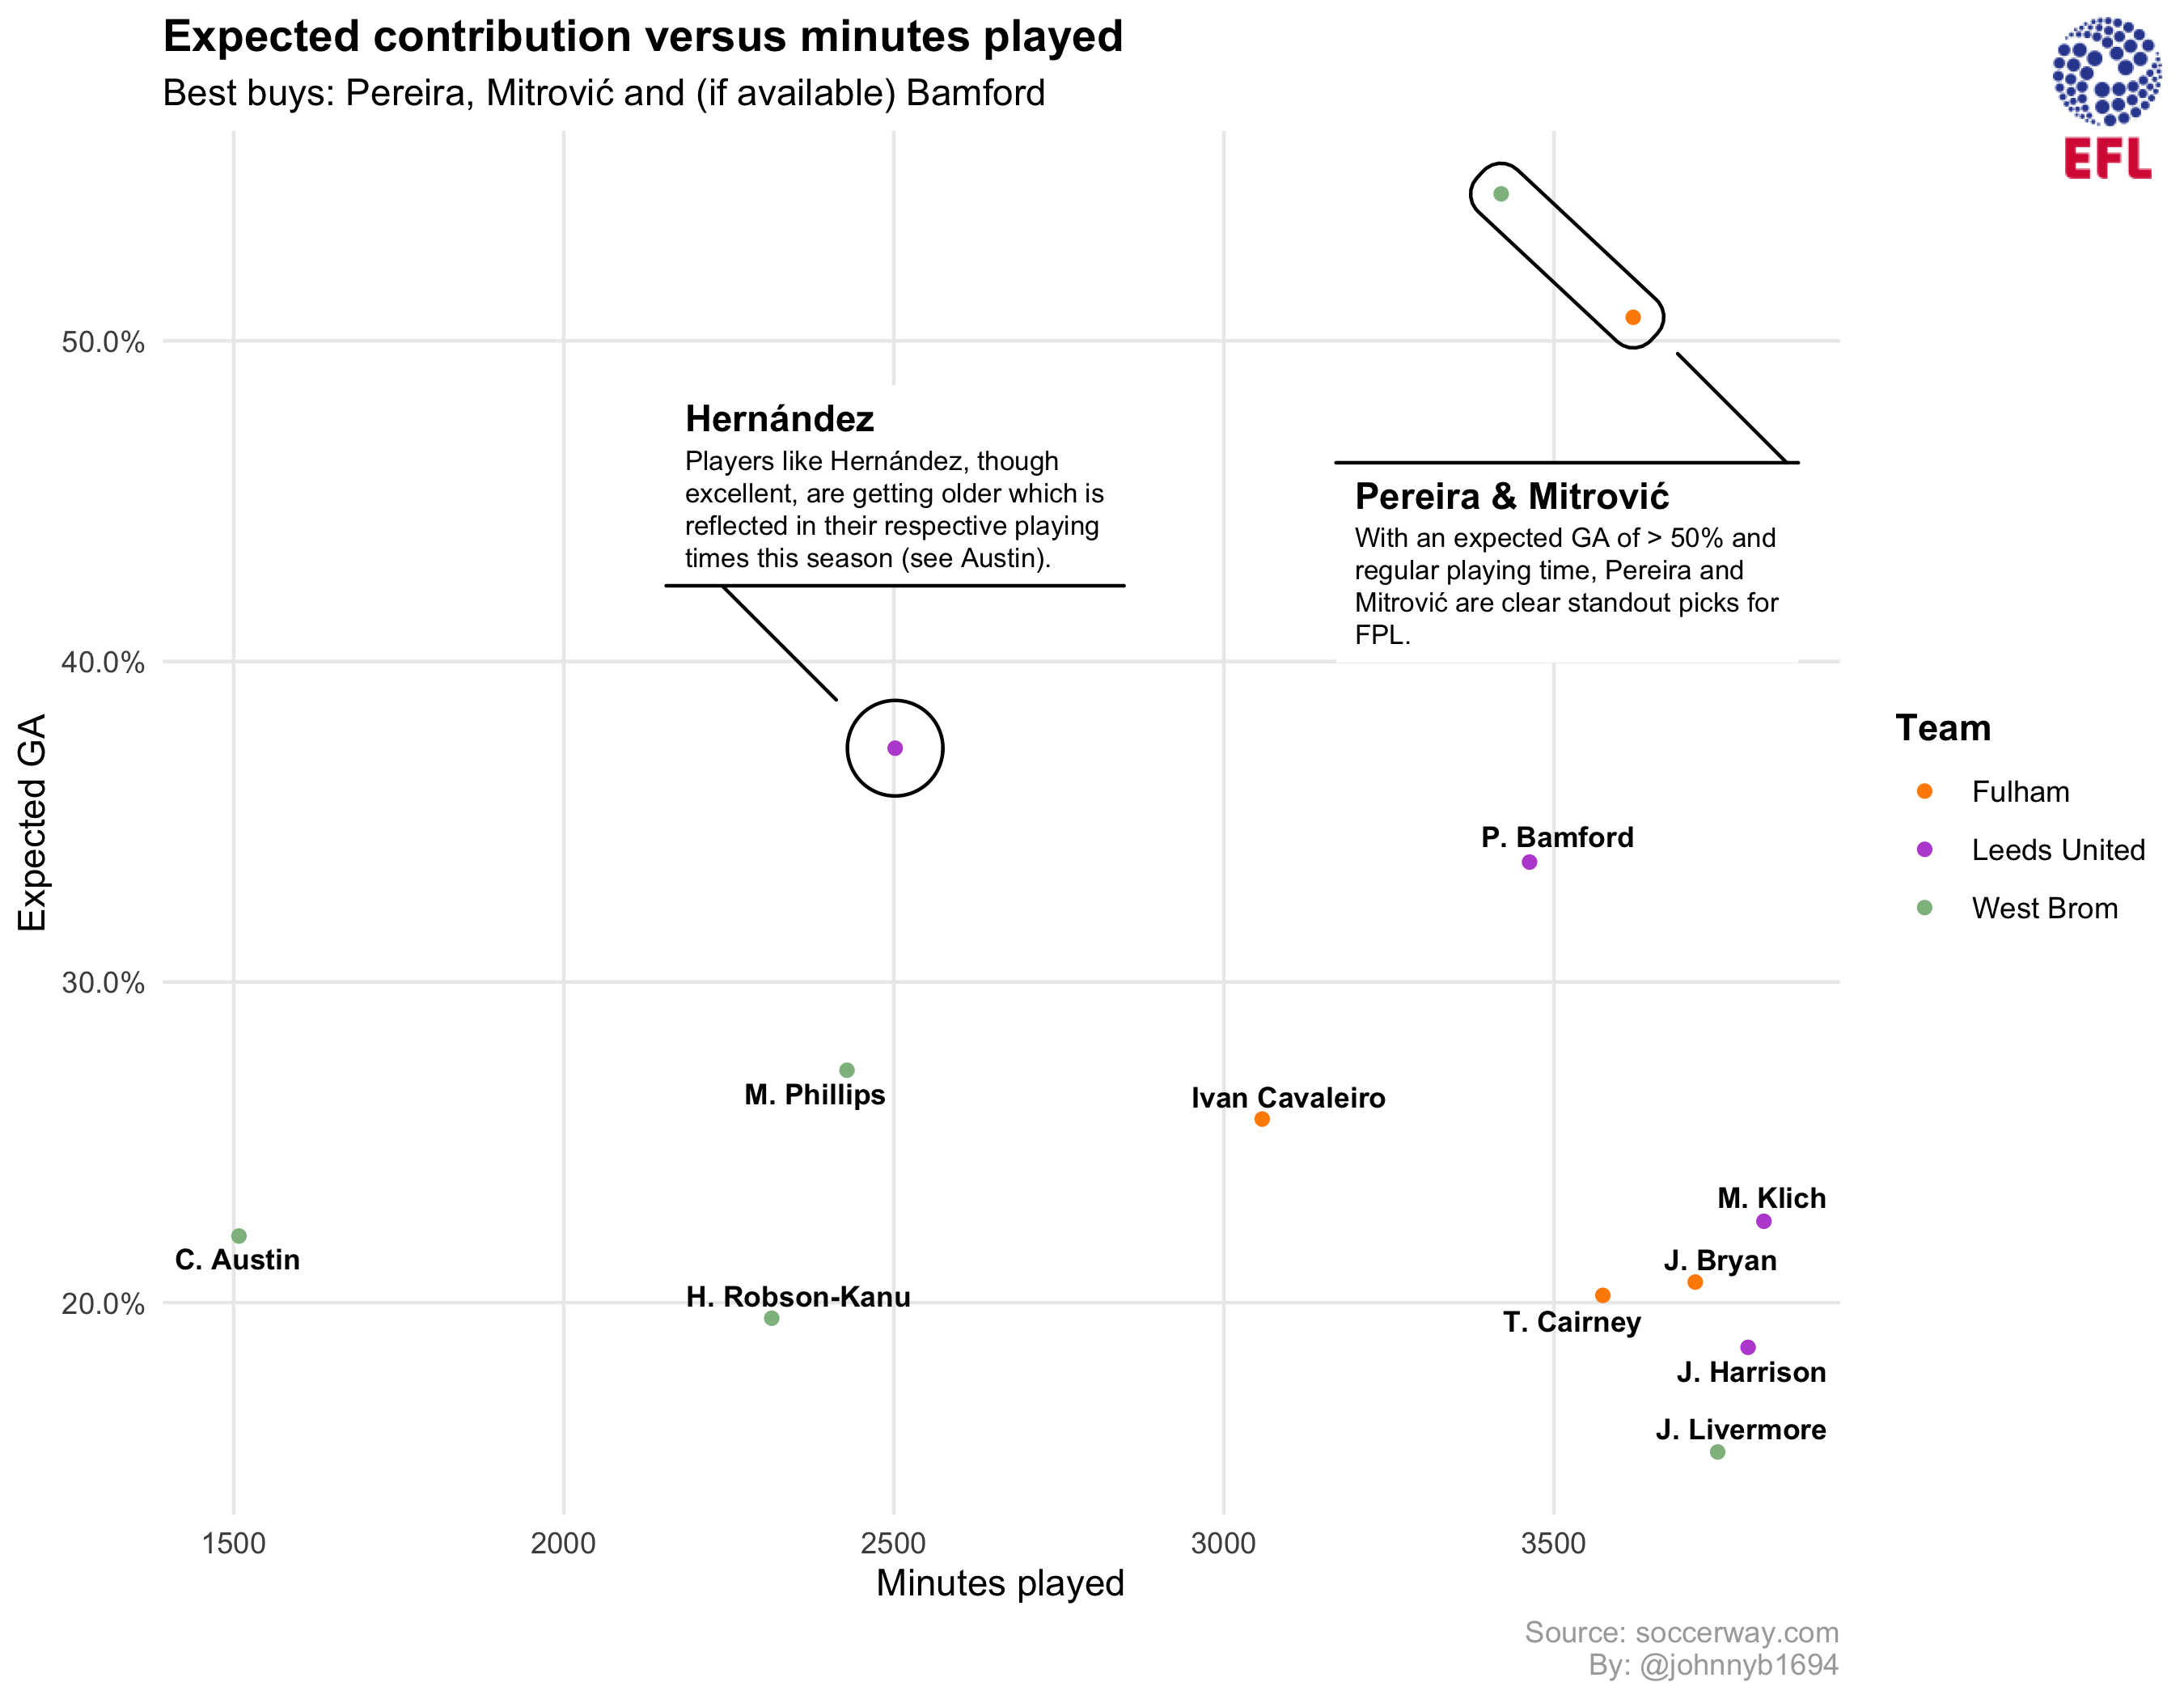 Expected contribution versus minutes played
Best buys: Pereira, Mitrović and (if available) Bamford
EFL
50.0%
40.0%
30.0%
20.0%
Expected GA
Hernández
Players like Hernández, though
excellent, are getting older which is
reflected in their respective playing
times this season (see Austin).
Pereira & Mitrović
With an expected GA of > 50% and
regular playing time, Pereira and
Mitrović are clear standout picks for
FPL.
P. Bamford
M. Phillips
Ivan Cavaleiro
M. Klich
C. Austin
J. Bryan
H. Robson-Kanu
T. Cairney
J. Harrison
J. Livermore
Team
Fulham
Leeds United
West Brom
1500
2000
2500
3000
3500
Minutes played
Source: soccerway.com
By: @johnnyb1694